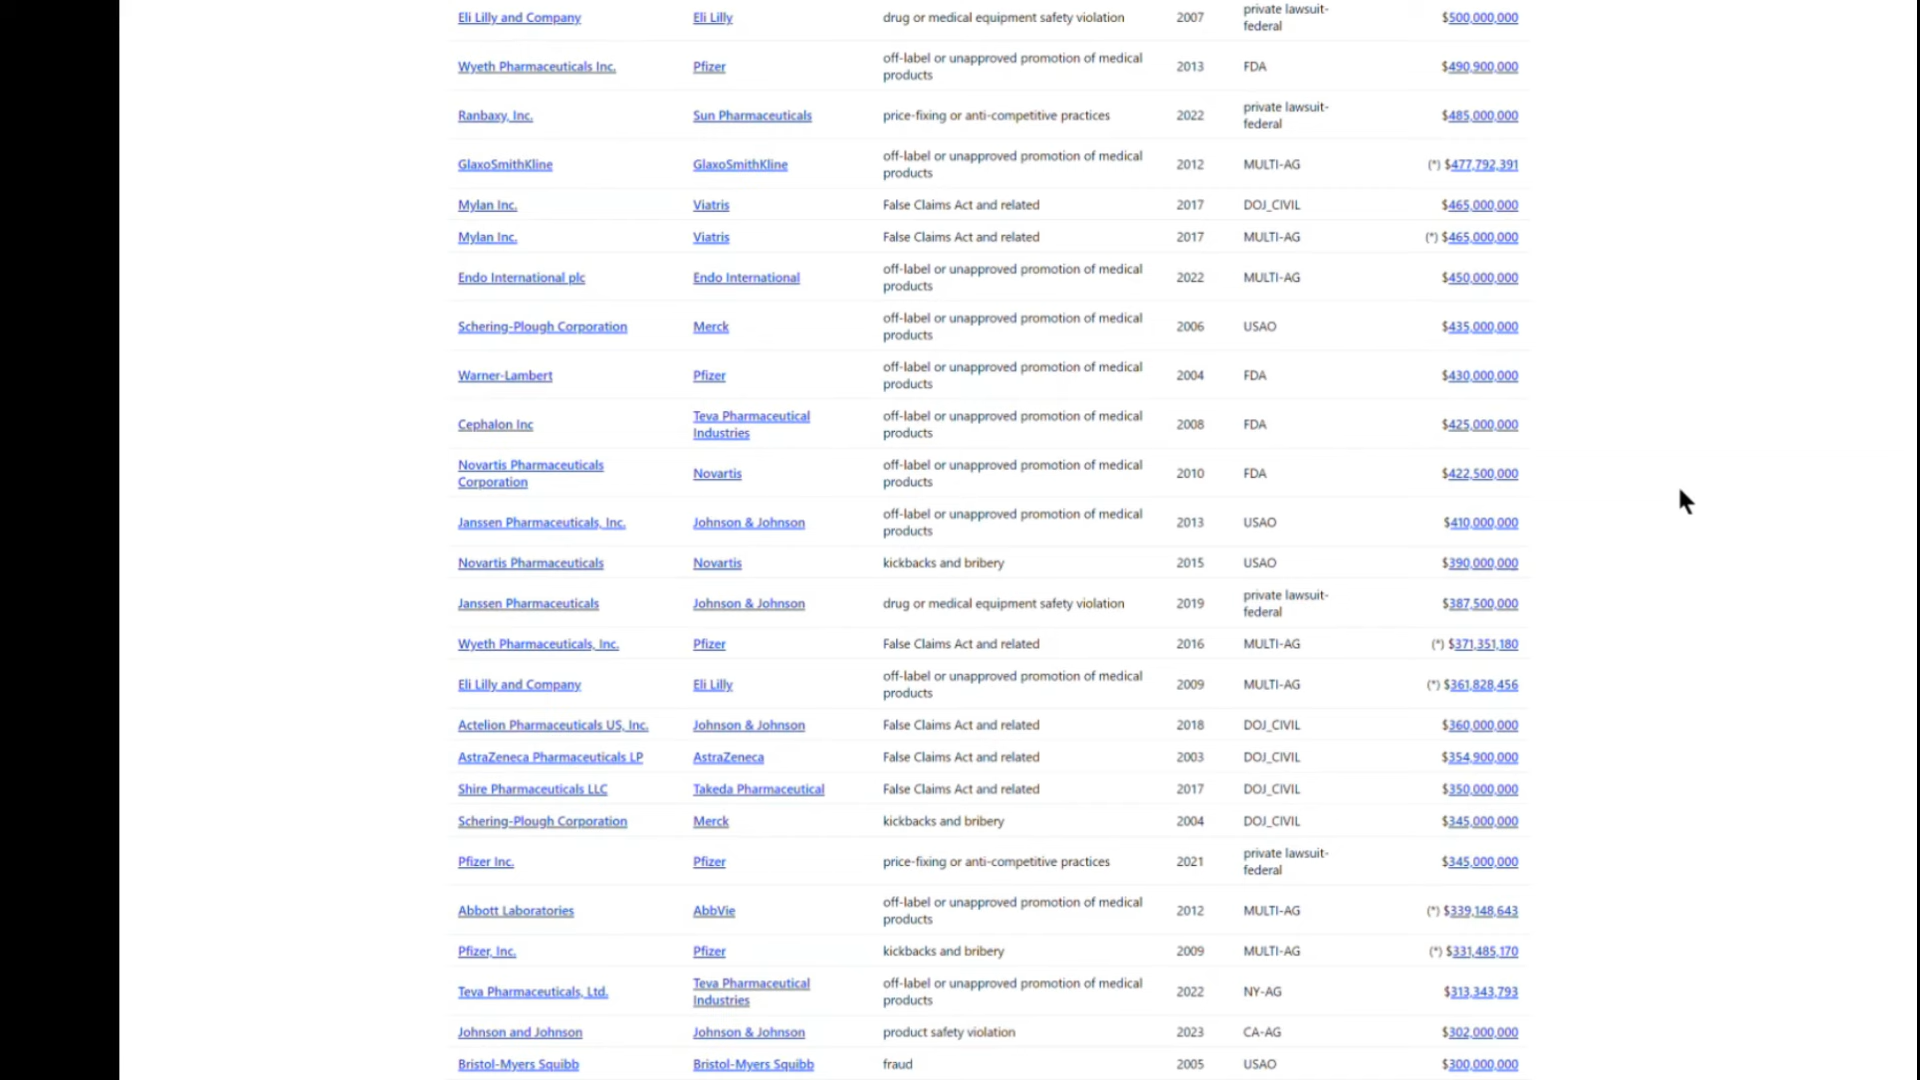 Eli Lilly and Company Eli Lilly drug or medical equipment safety violation 2007 private lawsuit-federal $500,000,000
Wyeth Pharmaceuticals Inc. Pfizer off-label or unapproved promotion of medical products 2013 FDA $490,900,000
Ranbaxy, Inc. Sun Pharmaceuticals price-fixing or anti-competitive practices 2022 private lawsuit-federal $485,000,000
GlaxoSmithKline GlaxoSmithKline off-label or unapproved promotion of medical products 2012 MULTI-AG (*) $477,792,391
Mylan Inc. Viatris False Claims Act and related 2017 DOJ_CIVIL $465,000,000
Mylan Inc. Viatris False Claims Act and related 2017 MULTI-AG (*) $465,000,000
Endo International plc Endo International off-label or unapproved promotion of medical products 2022 MULTI-AG $450,000,000
Schering-Plough Corporation Merck off-label or unapproved promotion of medical products 2006 USAO $435,000,000
Warner-Lambert Pfizer off-label or unapproved promotion of medical products 2004 FDA $430,000,000
Cephalon Inc Teva Pharmaceutical Industries off-label or unapproved promotion of medical products 2008 FDA $425,000,000
Novartis Pharmaceuticals Corporation Novartis off-label or unapproved promotion of medical products 2010 FDA $422,500,000
Janssen Pharmaceuticals, Inc. Johnson & Johnson off-label or unapproved promotion of medical products 2013 USAO $410,000,000
Novartis Pharmaceuticals Novartis kickbacks and bribery 2015 USAO $390,000,000
Janssen Pharmaceuticals Johnson & Johnson drug or medical equipment safety violation 2019 private lawsuit-federal $387,500,000
Wyeth Pharmaceuticals, Inc. Pfizer False Claims Act and related 2016 MULTI-AG (*) $371,351,180
Eli Lilly and Company Eli Lilly off-label or unapproved promotion of medical products 2009 MULTI-AG (*) $361,828,456
Actelion Pharmaceuticals US, Inc. Johnson & Johnson False Claims Act and related 2018 DOJ_CIVIL $360,000,000
AstraZeneca Pharmaceuticals LP AstraZeneca False Claims Act and related 2003 DOJ_CIVIL $354,900,000
Shire Pharmaceuticals LLC Takeda Pharmaceutical False Claims Act and related 2017 DOJ_CIVIL $350,000,000
Schering-Plough Corporation Merck kickbacks and bribery 2004 DOJ_CIVIL $345,000,000
Pfizer Inc. Pfizer price-fixing or anti-competitive practices 2021 private lawsuit-federal $345,000,000
Abbott Laboratories AbbVie off-label or unapproved promotion of medical products 2012 MULTI-AG (*) $339,148,643
Pfizer, Inc. Pfizer kickbacks and bribery 2009 MULTI-AG (*) $331,485,170
Teva Pharmaceuticals, Ltd. Teva Pharmaceutical Industries off-label or unapproved promotion of medical products 2022 NY-AG $313,343,793
Johnson and Johnson Johnson & Johnson product safety violation 2023 CA-AG $302,000,000
Bristol-Myers Squibb Bristol-Myers Squibb fraud 2005 USAO $300,000,000